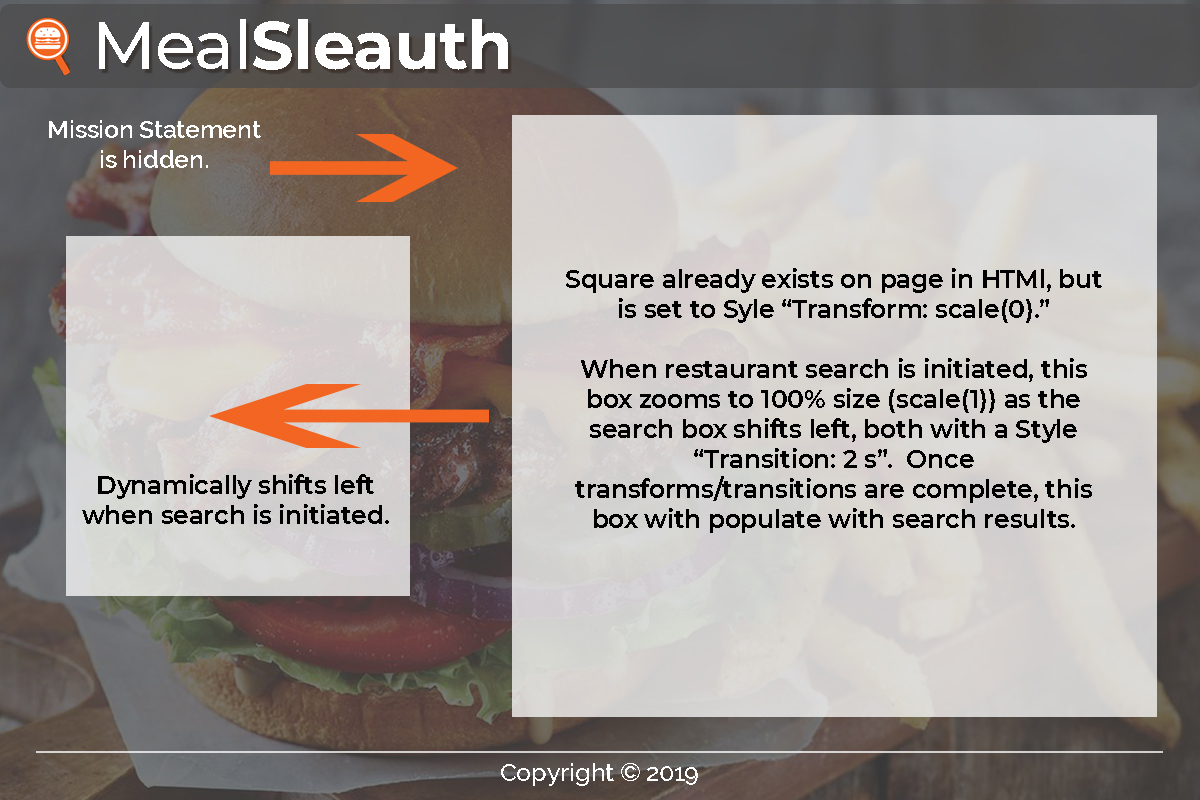 MealSleauth
Mission Statement
is hidden.
Square already exists on page in HTMl, but
is set to Syle “Transform: scale(0).”
When restaurant search is initiated, this
box zooms to 100% size (scale(1)) as the
search box shifts left, both with a Style
“Transition: 2 s”.  Once
transforms/transitions are complete, this
box with populate with search results.
Dynamically shifts left
when search is initiated.
Copyright © 2019